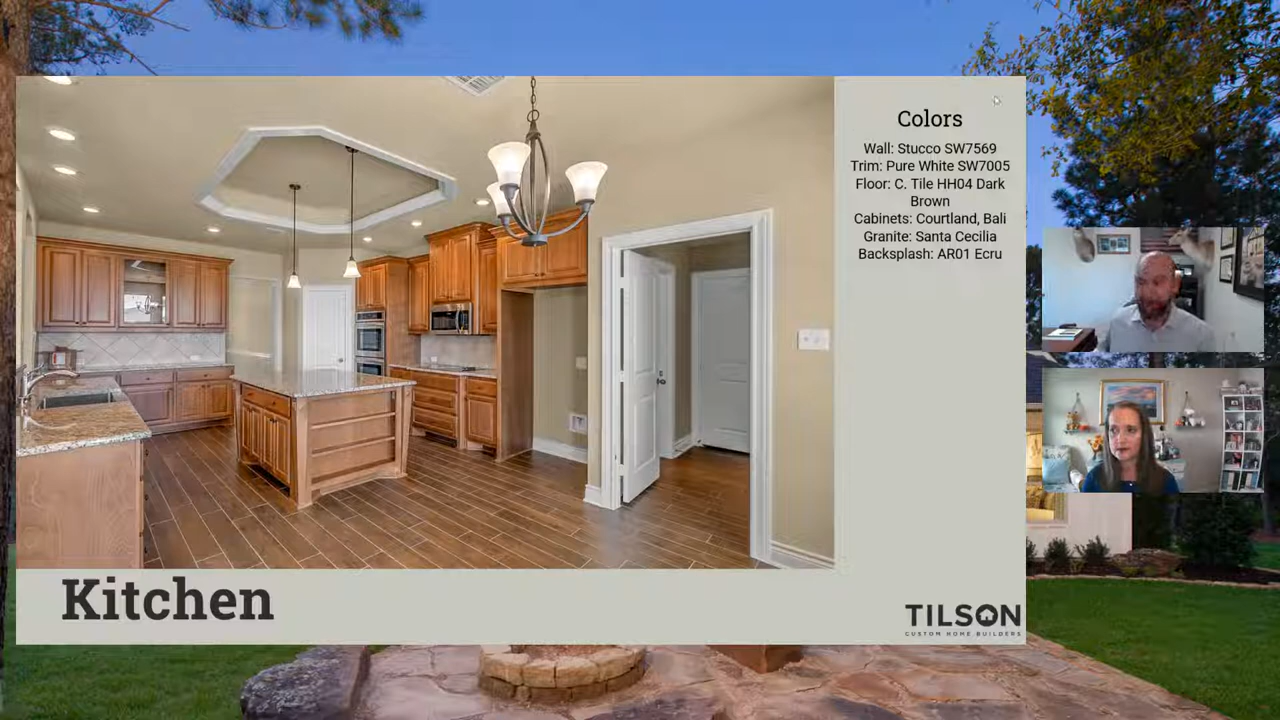 Colors
Wall: Stucco SW7569
Trim: Pure White SW7005
Floor: C. Tile HH04 Dark
Brown
Cabinets: Courtland, Bali
Granite: Santa Cecilia
Backsplash: AR01 Ecru
Kitchen
TILSON
CUSTOM HOME BUILDERS